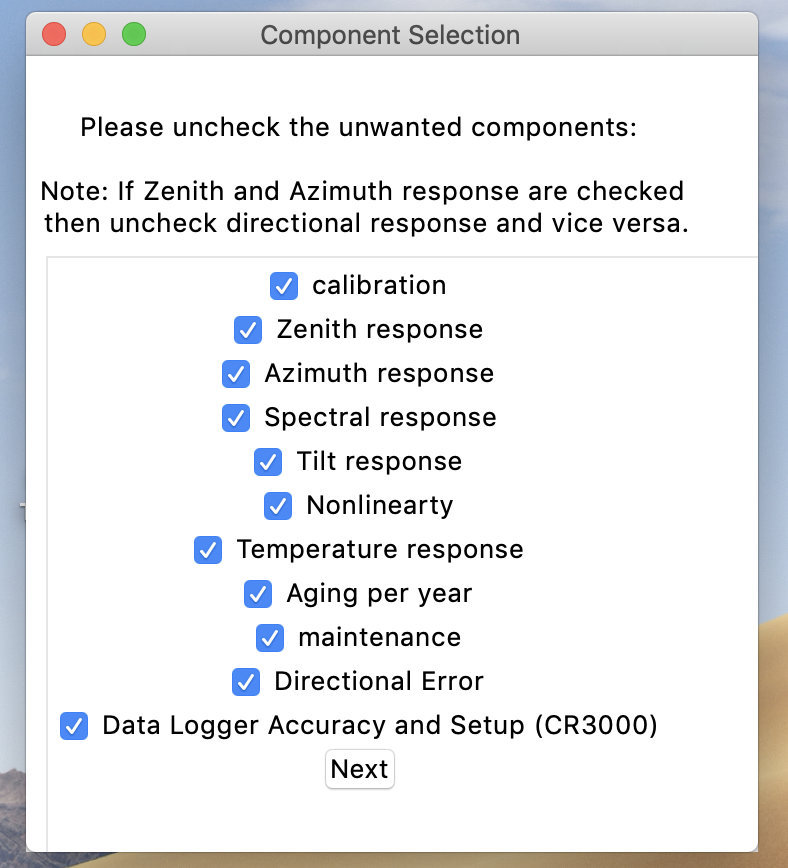 Component Selection
Please uncheck the unwanted components:
Note: If Zenith and Azimuth response are checked
then uncheck directional response and vice versa.
calibration
Zenith response
Azimuth response
Spectral response
Tilt response
Nonlinearty
Temperature response
Aging per year
maintenance
Directional Error
Data Logger Accuracy and Setup (CR3000)
Next